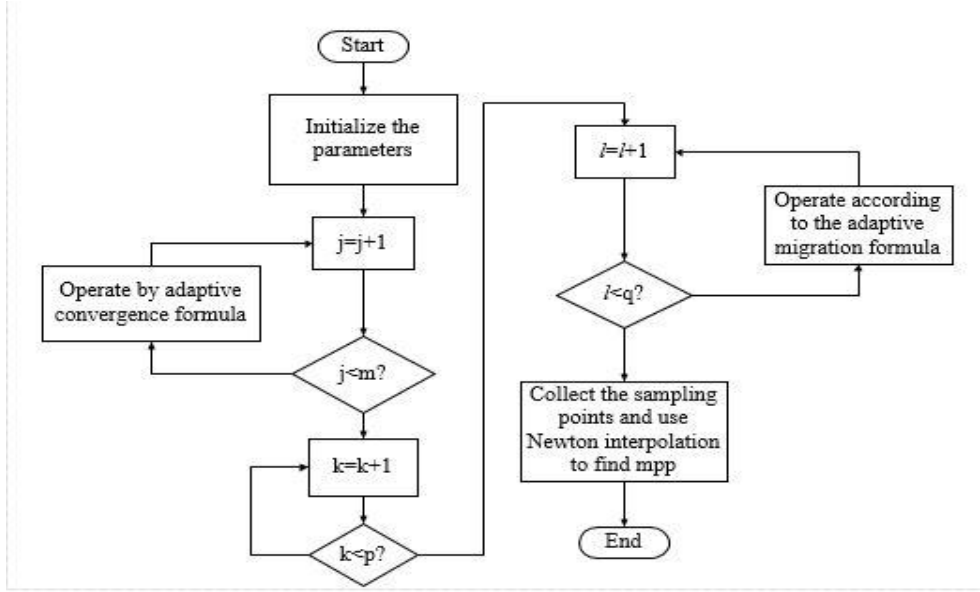 Start
Initialize the
parameters
j=j+1
Operate by adaptive
convergence formula
j<m?
k=k+1
k<p?
l=l+1
Operate according
to the adaptive
migration formula
l<q?
Collect the sampling
points and use
Newton interpolation
to find mpp
End